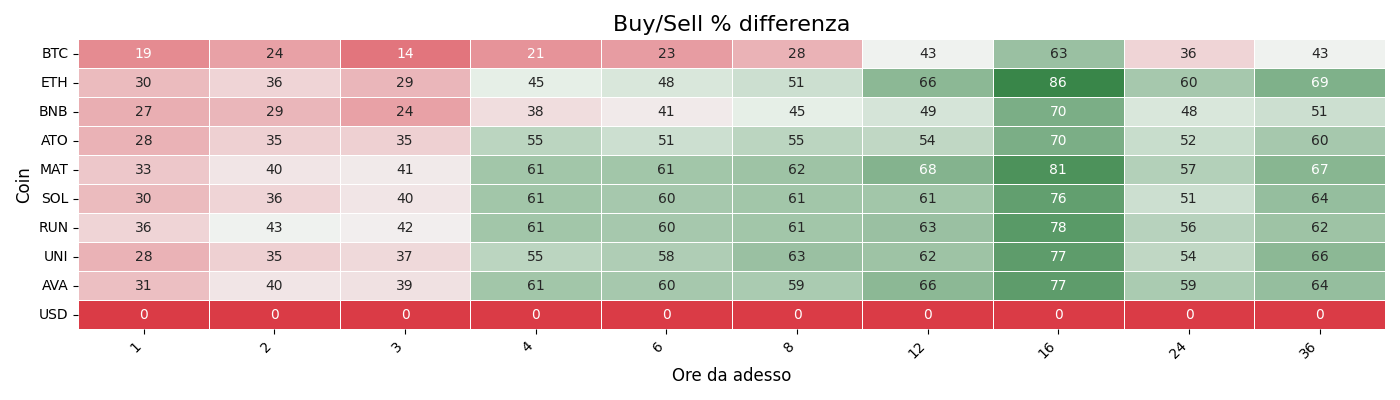 Buy/Sell % differenza
Coin
BTC 19 24 14 21 23 28 43 63 36 43
ETH 30 36 29 45 48 51 66 86 60 69
BNB 27 29 24 38 41 45 49 70 48 51
ATO 28 35 35 55 51 55 54 70 52 60
MAT 33 40 41 61 61 62 68 81 57 67
SOL 30 36 40 61 60 61 61 76 51 64
RUN 36 43 42 61 60 61 63 78 56 62
UNI 28 35 37 55 58 63 62 77 54 66
AVA 31 40 39 61 60 59 66 77 59 64
USD 0 0 0 0 0 0 0 0 0 0
1 2 3 4 6 8 12 16 24 36
Ore da adesso